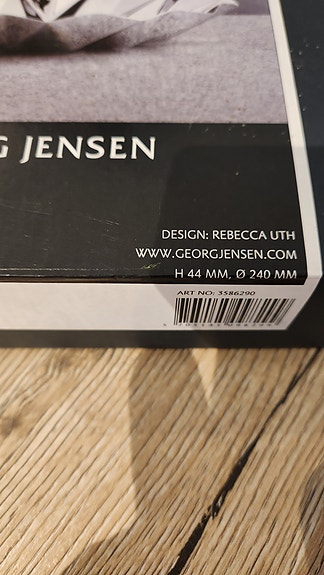 G JENSEN
DESIGN: REBECCA UTH
WWW.GEORGJENSEN.COM
H 44 MM, Ø 240 MM
ART NO: 3586290